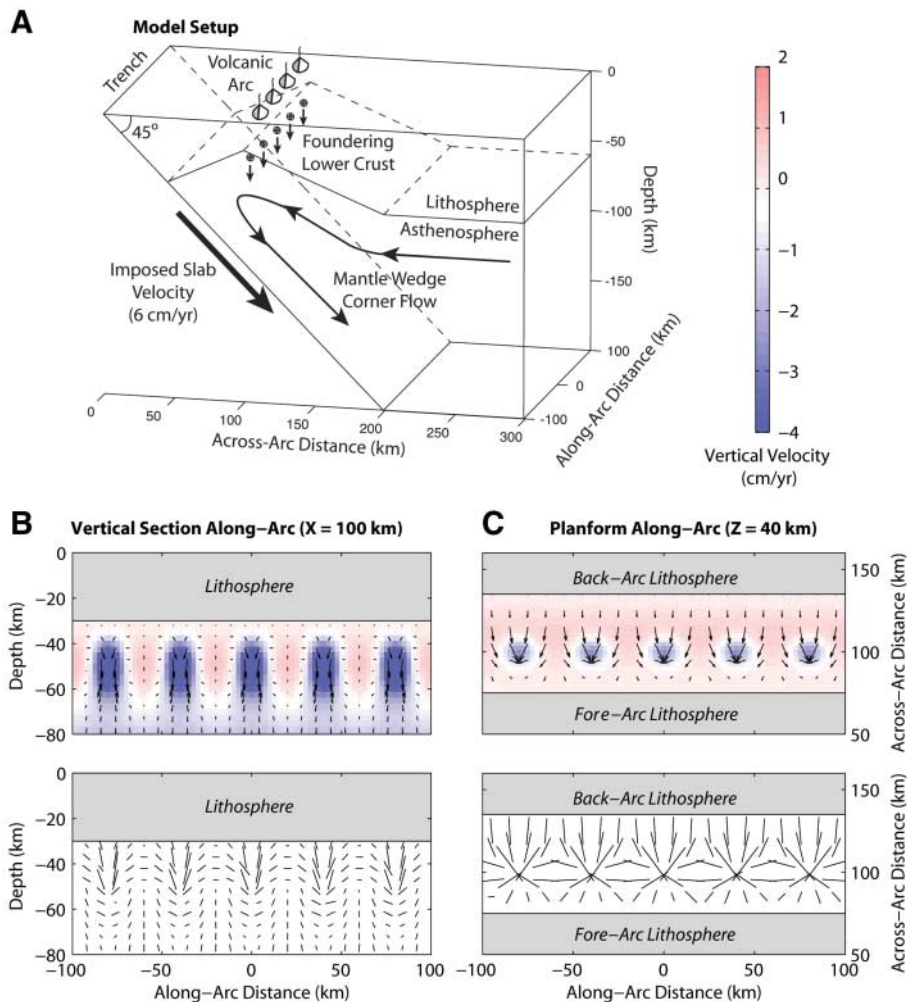 A
Model Setup
Trench
Volcanic
Arc
45°
Foundering
Lower Crust
Lithosphere
Asthenosphere
Imposed Slab
Velocity
(6 cm/yr)
Mantle Wedge
Corner Flow
0
-50
-100
-150
Depth (km)
100
0
-100
Along-Arc Distance (km)
0
50
100
150
200
250
300
Across-Arc Distance (km)
2
1
0
−1
−2
−3
−4
Vertical Velocity
(cm/yr)
B
Vertical Section Along−Arc (X = 100 km)
0
−20
−40
−60
−80
Depth (km)
Lithosphere
C
Planform Along−Arc (Z = 40 km)
Back−Arc Lithosphere
Fore−Arc Lithosphere
150
100
50
Across−Arc Distance (km)
−100
−50
0
50
100
0
−20
−40
−60
−80
Depth (km)
Lithosphere
−100
−50
0
50
100
Along−Arc Distance (km)
Back−Arc Lithosphere
Fore−Arc Lithosphere
150
100
50
Across−Arc Distance (km)
−100
−50
0
50
100
Along−Arc Distance (km)